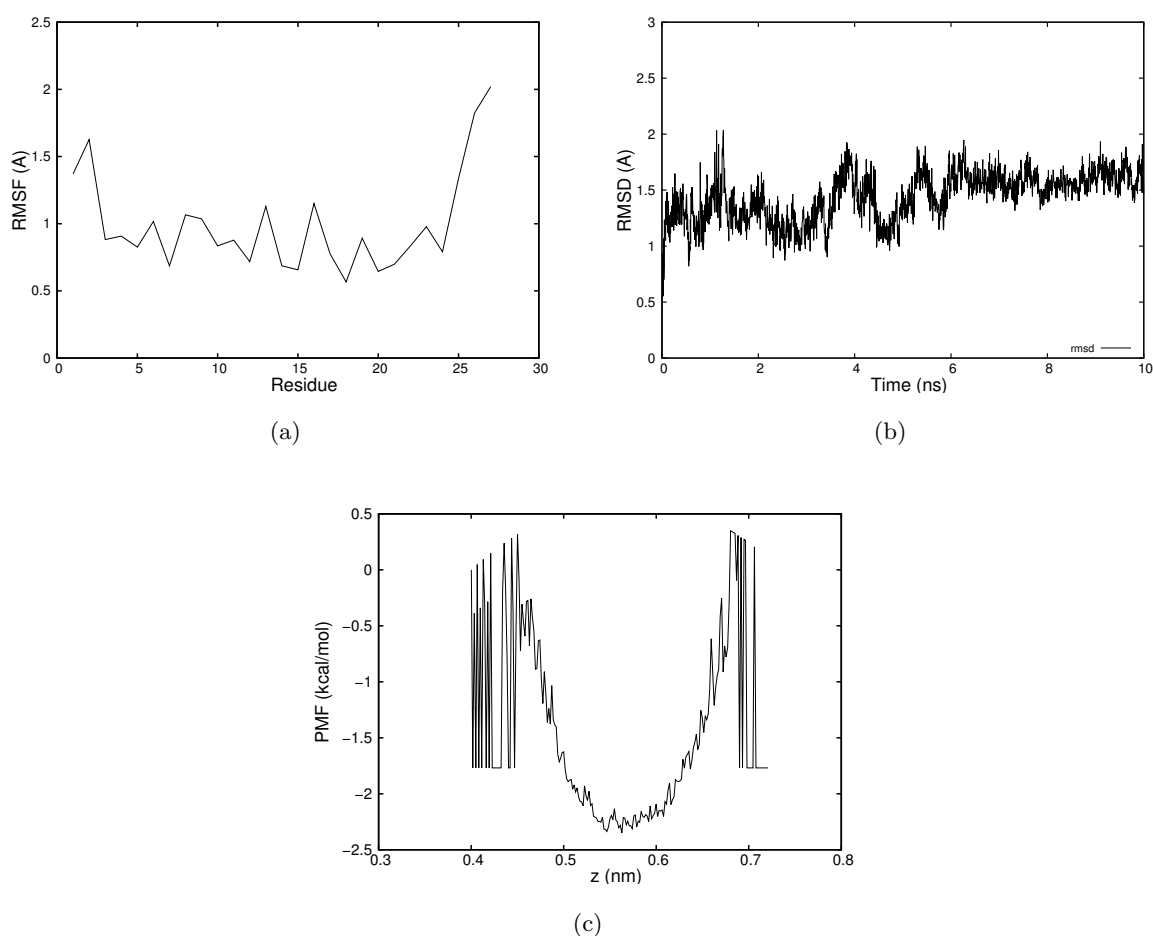 2.5
2
1.5
1
0.5
0
RMSF (A)
0 5 10 15 20 25 30
Residue
(a)
3
2.5
2
1.5
1
0.5
0
RMSD (A)
rmsd
0 2 4 6 8 10
Time (ns)
(b)
0.5
0
−0.5
−1
−1.5
−2
−2.5
PMF (kcal/mol)
0.3 0.4 0.5 0.6 0.7 0.8
z (nm)
(c)